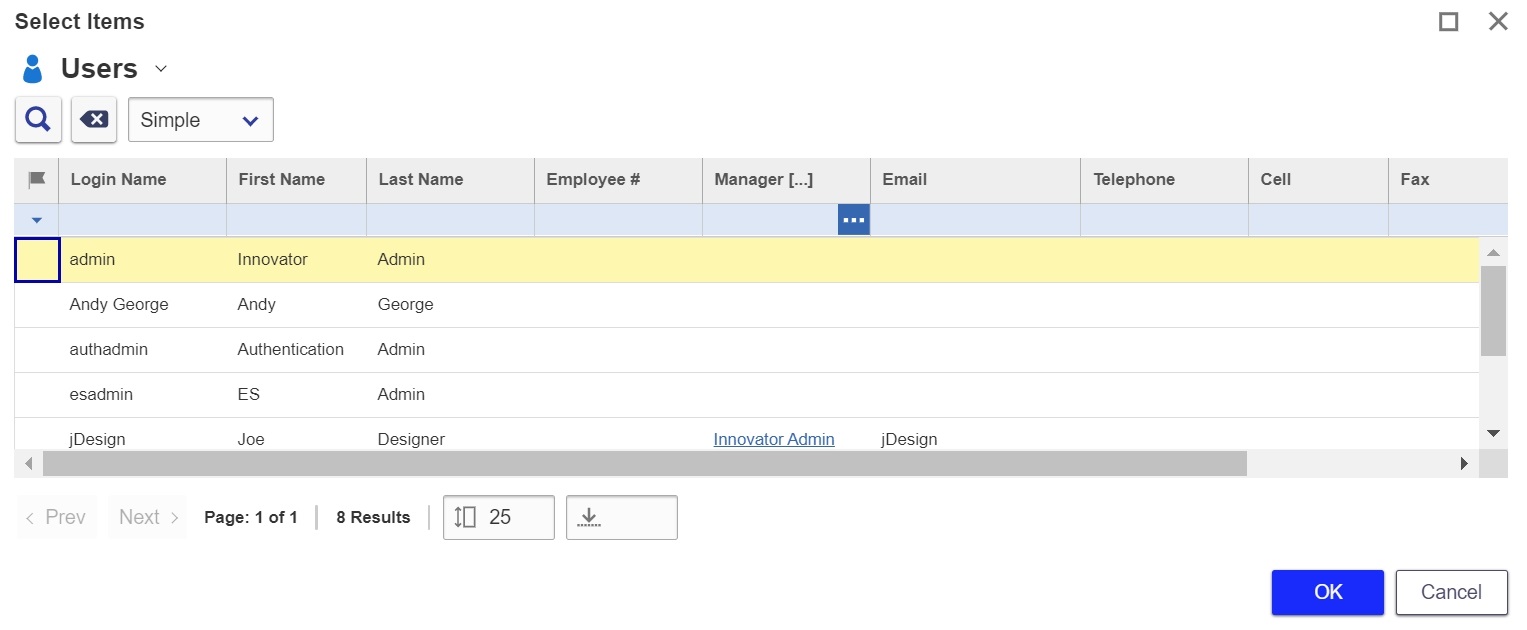 Select Items
Users
Simple
Login Name First Name Last Name Employee # Manager [...] Email Telephone Cell Fax
admin Innovator Admin
Andy George Andy George
authadmin Authentication Admin
esadmin ES Admin
jDesign Joe Designer Innovator Admin jDesign
Prev Next Page: 1 of 1 8 Results 25
OK Cancel